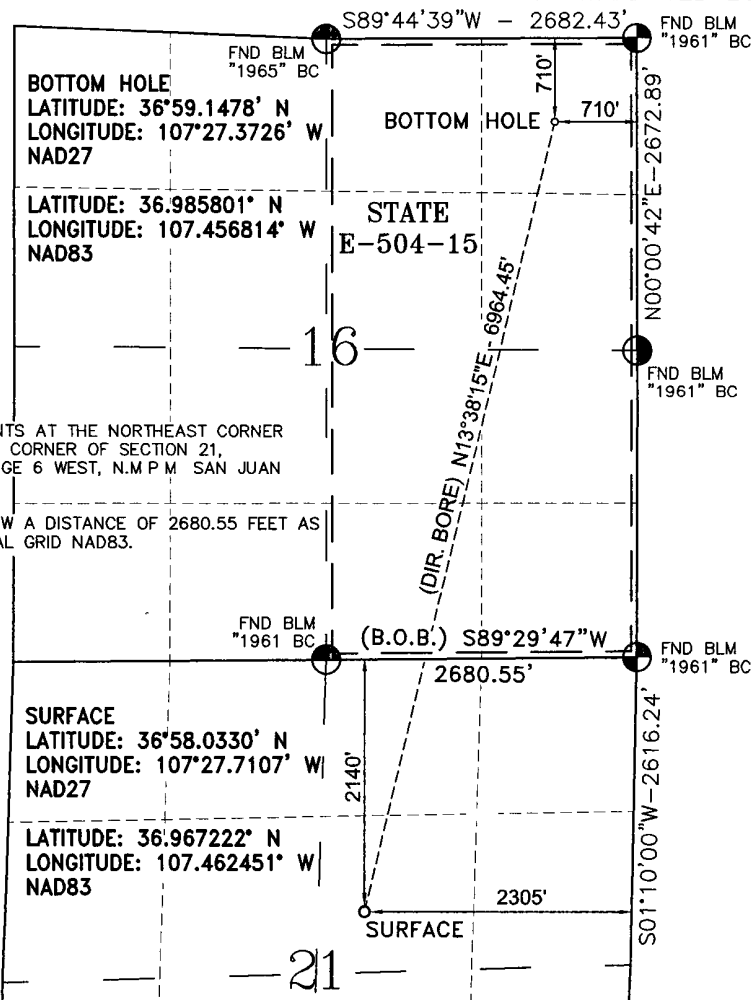 S89°44'39"W - 2682.43'
FND BLM
"1965" BC
FND BLM
"1961" BC
BOTTOM HOLE
LATITUDE: 36°59.1478' N
LONGITUDE: 107°27.3726' W
NAD27
710'
BOTTOM HOLE
710'
N00°00'42"E-2672.89'
LATITUDE: 36.985801° N
LONGITUDE: 107.456814° W
NAD83
STATE
E-504-15
16
(DIR. BORE) N13°38'15"E - 6964.45'
FND BLM
"1961" BC
NTS AT THE NORTHEAST CORNER
CORNER OF SECTION 21,
GE 6 WEST, N.M P M SAN JUAN
W A DISTANCE OF 2680.55 FEET AS
AL GRID NAD83.
FND BLM
"1961 BC
(B.O.B.) S89°29'47"W
2680.55'
FND BLM
"1961" BC
SURFACE
LATITUDE: 36°58.0330' N
LONGITUDE: 107°27.7107' W
NAD27
2140'
S01°10'00"W-2616.24'
LATITUDE: 36.967222° N
LONGITUDE: 107.462451° W
NAD83
2305'
SURFACE
21